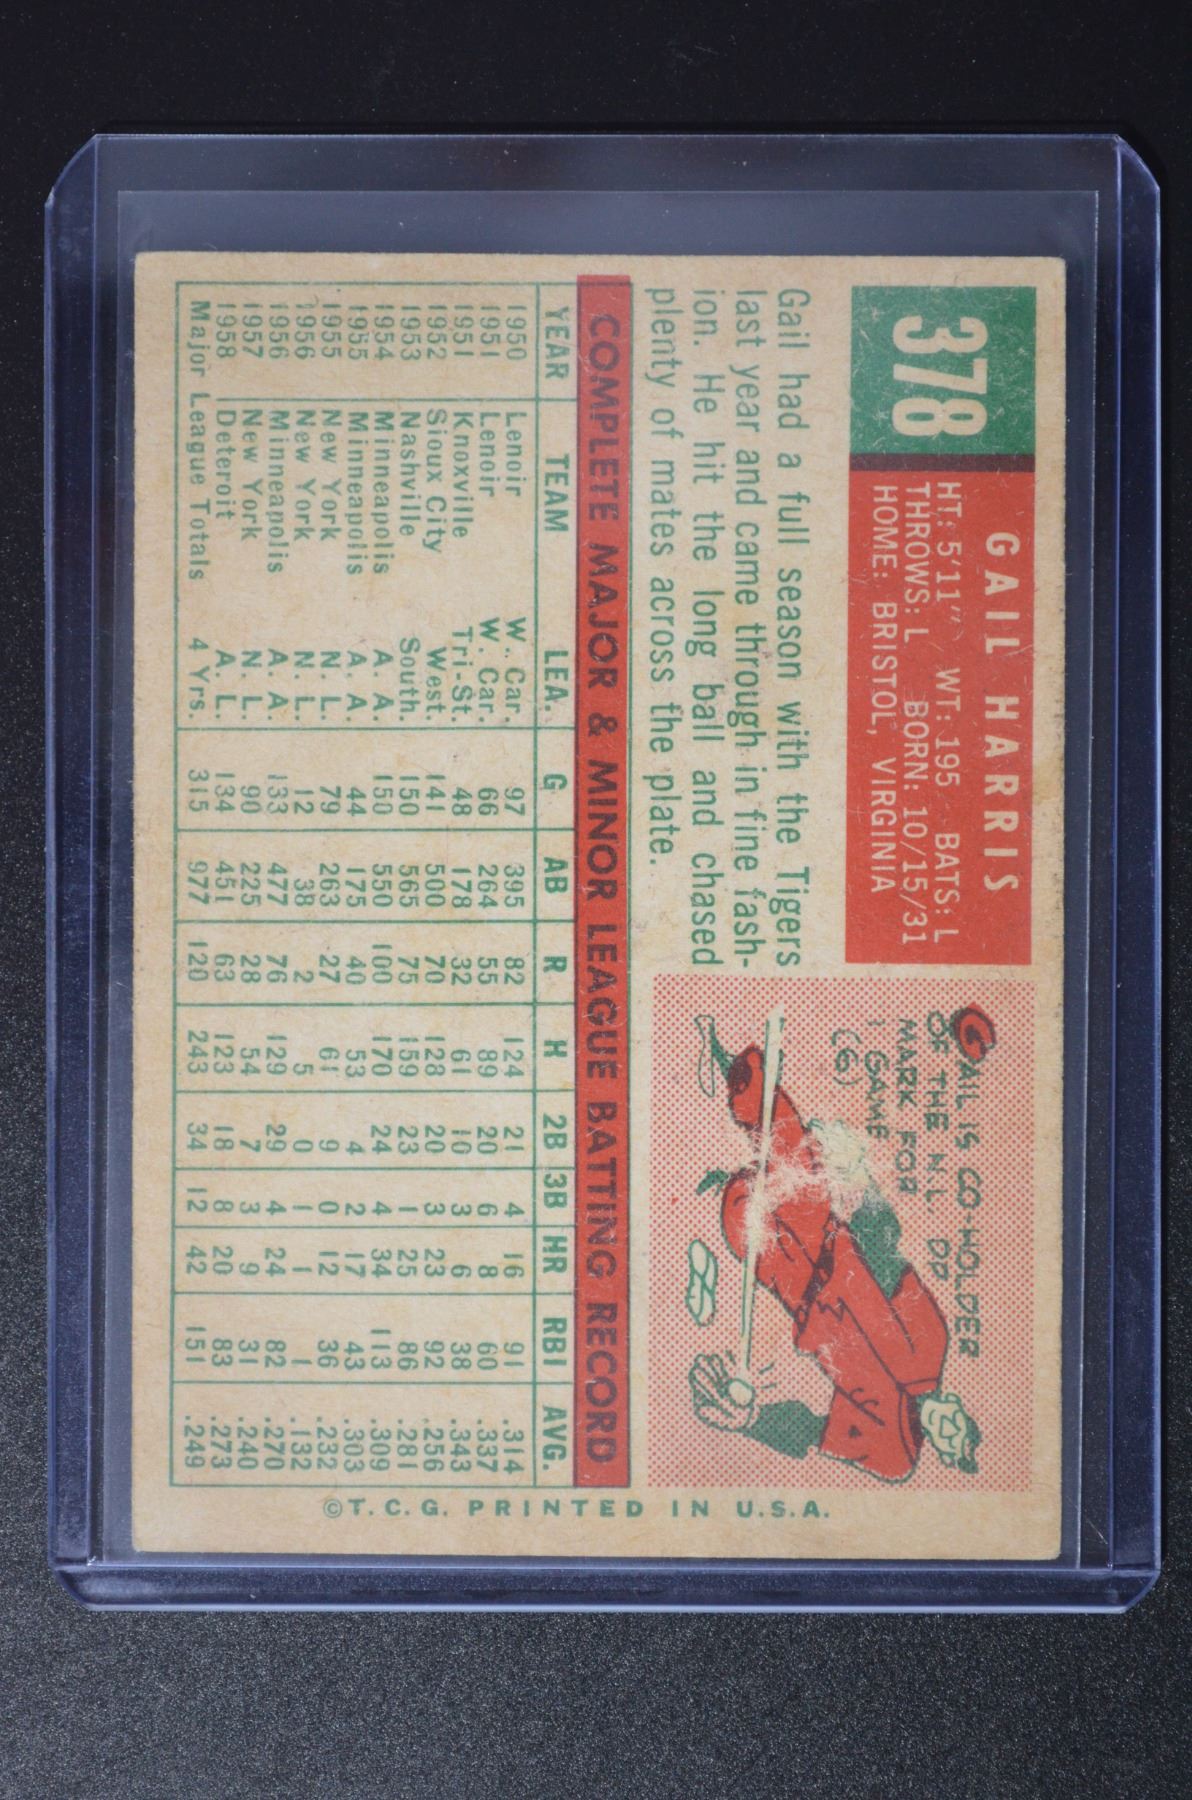 378
GAIL HARRIS
HT: 5'11" WT: 195 BATS: L
THROWS: L BORN: 10/15/31
HOME: BRISTOL, VIRGINIA
Gail had a full season with the Tigers
last year and came through in fine fash-
ion. He hit the long ball and chased
plenty of mates across the plate.
GAIL IS CO-HOLDER
OF THE N.L. DP
MARK FOR
1 GAME
(6)
COMPLETE MAJOR & MINOR LEAGUE BATTING RECORD
YEAR TEAM LEA. G AB R H 2B 3B HR RBI AVG.
1950 Lenoir W. Car. 97 395 82 124 21 4 16 91 .314
1951 Lenoir W. Car. 66 264 55 89 20 6 8 60 .337
1951 Knoxville Tri-St. 48 178 32 61 10 3 6 38 .343
1952 Sioux City West. 141 500 70 128 20 3 23 92 .256
1953 Nashville South. 150 565 75 159 23 1 25 86 .281
1954 Minneapolis A. A. 150 550 100 170 24 4 34 113 .309
1955 Minneapolis A. A. 44 175 40 53 4 2 17 43 .303
1955 New York N. L. 79 263 27 61 9 0 12 36 .232
1956 New York N. L. 12 38 2 5 0 1 1 1 .132
1956 Minneapolis A. A. 133 477 76 129 29 4 24 82 .270
1957 New York N. L. 90 225 28 54 7 3 9 31 .240
1958 Deteroit A. L. 134 451 63 123 18 8 20 83 .273
Major League Totals 4 Yrs. 315 977 120 243 34 12 42 151 .249
©T.C.G. PRINTED IN U.S.A.